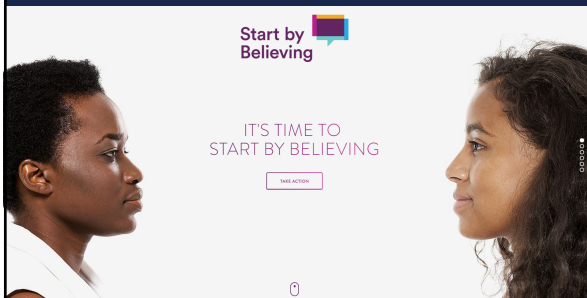 Start by
Believing
IT'S TIME TO
START BY BELIEVING
TAKE ACTION